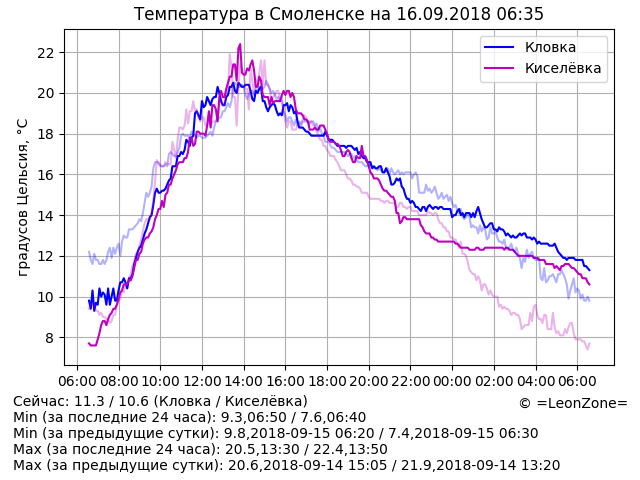 Температура в Смоленске на 16.09.2018 06:35
градусов Цельсия, °C
22
20
18
16
14
12
10
8
Кловка
Киселёвка
06:00 08:00 10:00 12:00 14:00 16:00 18:00 20:00 22:00 00:00 02:00 04:00 06:00
Сейчас: 11.3 / 10.6 (Кловка / Киселёвка)
© =LeonZone=
Min (за последние 24 часа): 9.3,06:50 / 7.6,06:40
Min (за предыдущие сутки): 9.8,2018-09-15 06:20 / 7.4,2018-09-15 06:30
Max (за последние 24 часа): 20.5,13:30 / 22.4,13:50
Max (за предыдущие сутки): 20.6,2018-09-14 15:05 / 21.9,2018-09-14 13:20